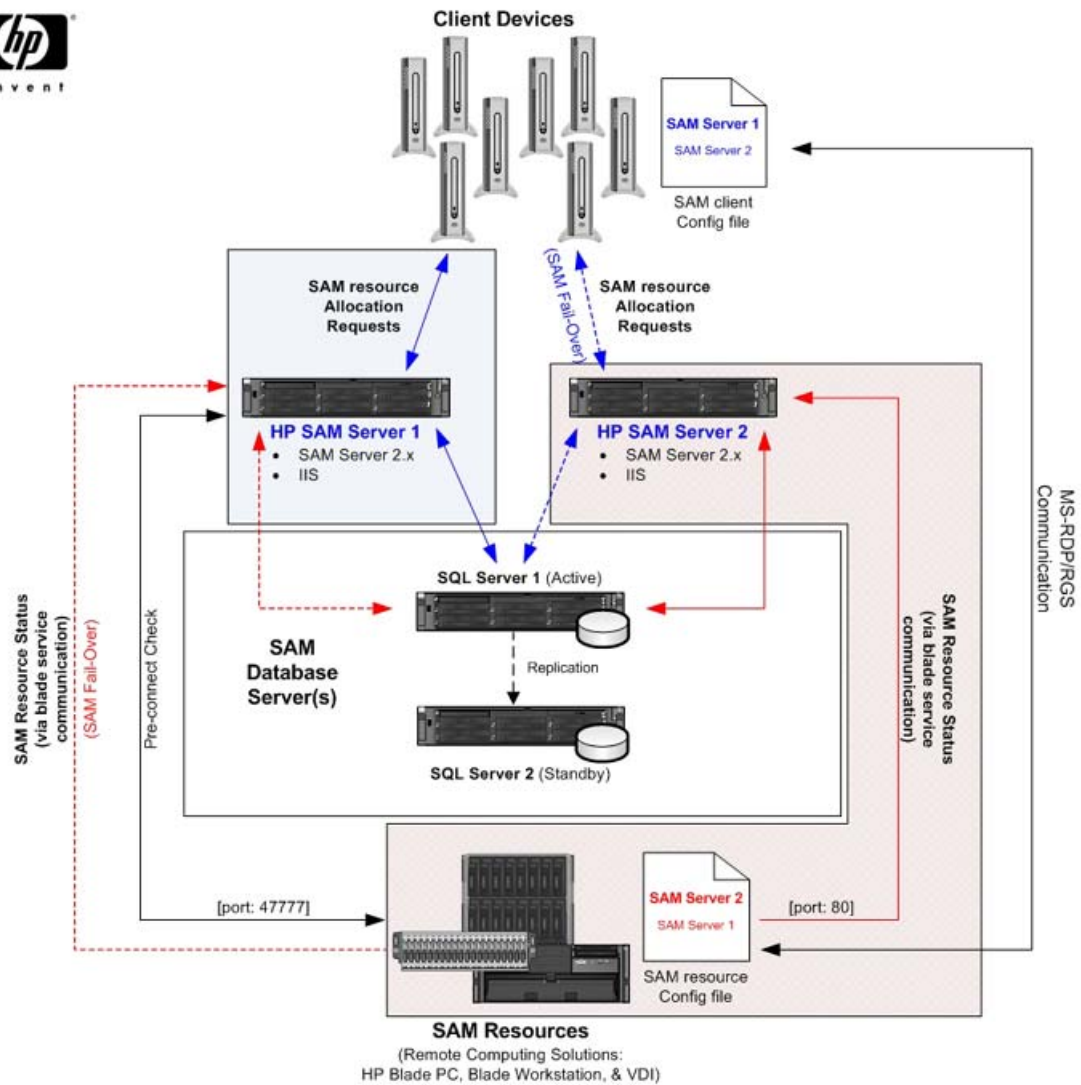 hp
invent
Client Devices
SAM Server 1
SAM Server 2
SAM client
Config file
SAM resource
Allocation
Requests
(SAM Fail-Over)
SAM resource
Allocation
Requests
HP SAM Server 1
• SAM Server 2.x
• IIS
HP SAM Server 2
• SAM Server 2.x
• IIS
MS-RDP/RGS
Communication
SQL Server 1 (Active)
SAM
Database
Server(s)
Replication
SQL Server 2 (Standby)
SAM Resource Status
(via blade service
communication)
(SAM Fail-Over)
Pre-connect Check
SAM Resource Status
(via blade service
communication)
[port: 47777]
SAM Server 2
SAM Server 1
[port: 80]
SAM resource
Config file
SAM Resources
(Remote Computing Solutions:
HP Blade PC, Blade Workstation, & VDI)